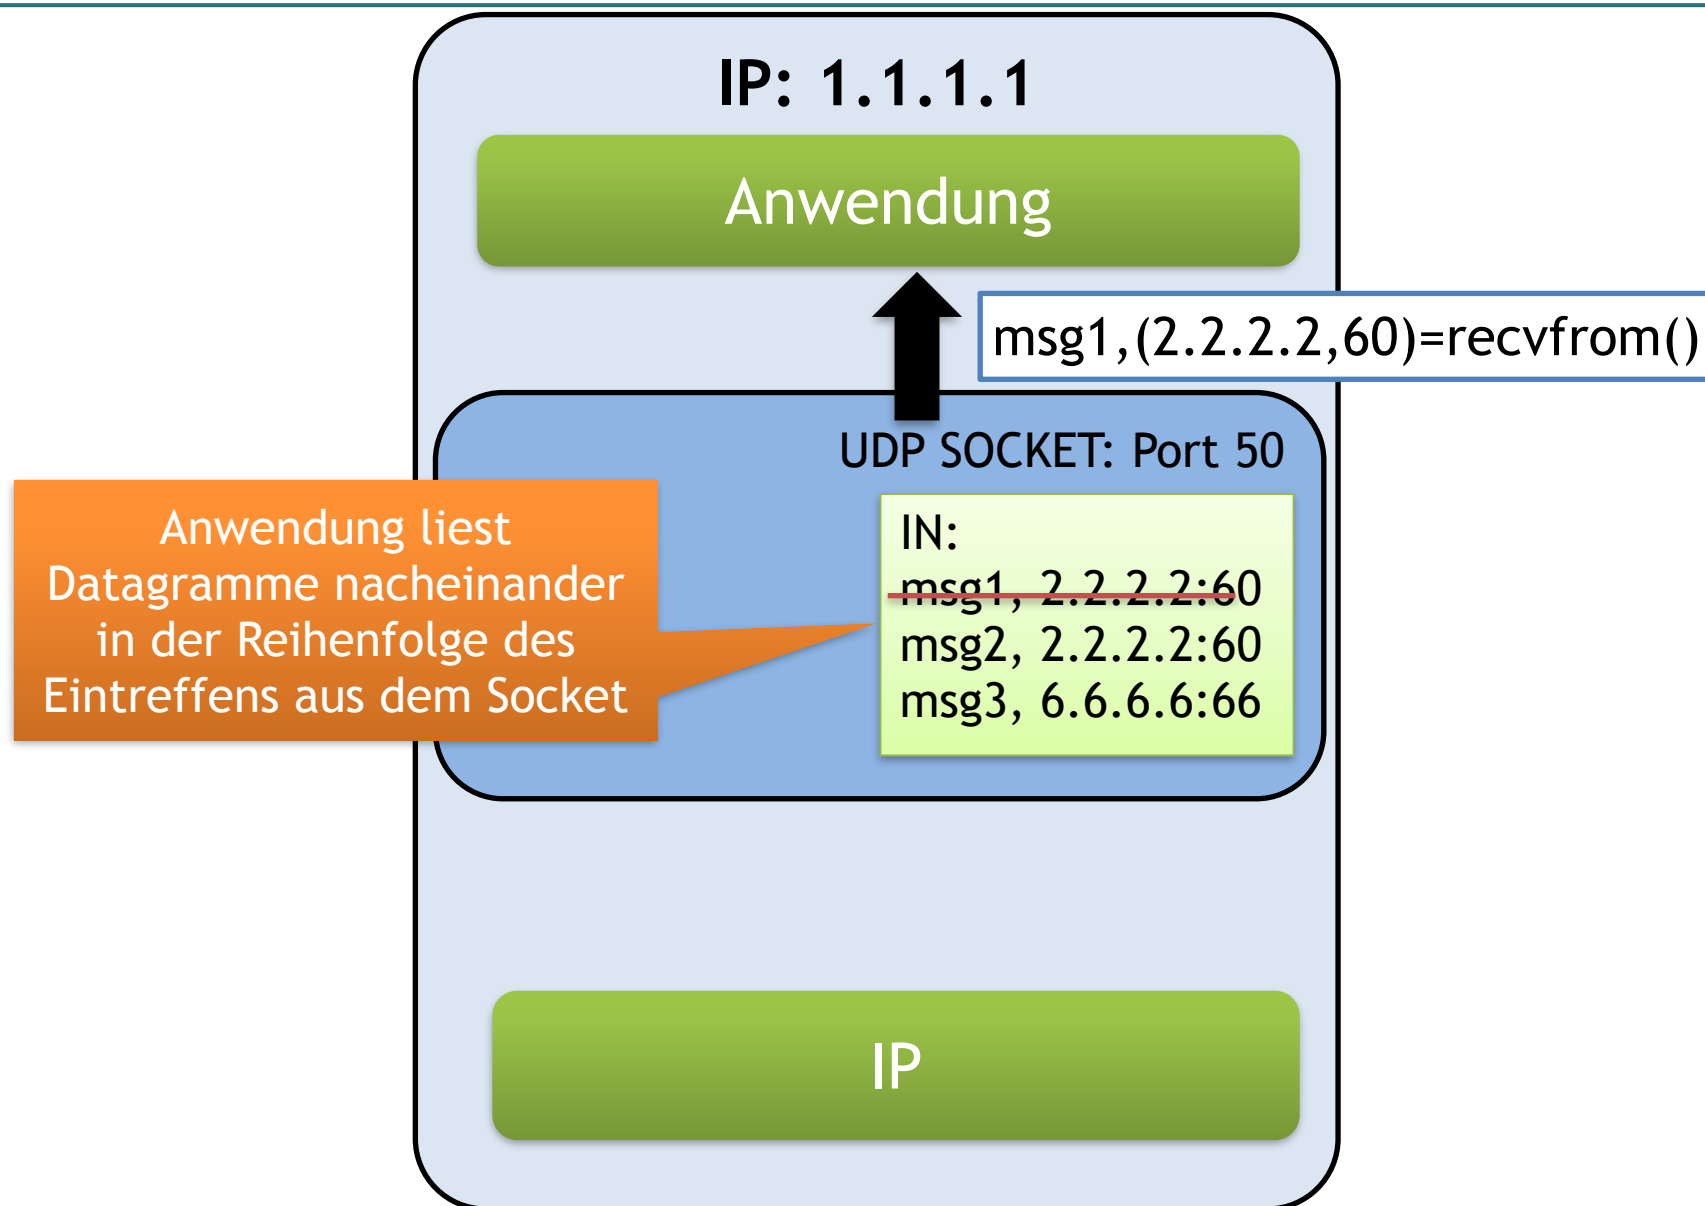 IP: 1.1.1.1
Anwendung
msg1,(2.2.2.2,60)=recvfrom()
UDP SOCKET: Port 50
Anwendung liest
Datagramme nacheinander
in der Reihenfolge des
Eintreffens aus dem Socket
IN:
msg1, 2.2.2.2:60
msg2, 2.2.2.2:60
msg3, 6.6.6.6:66
IP